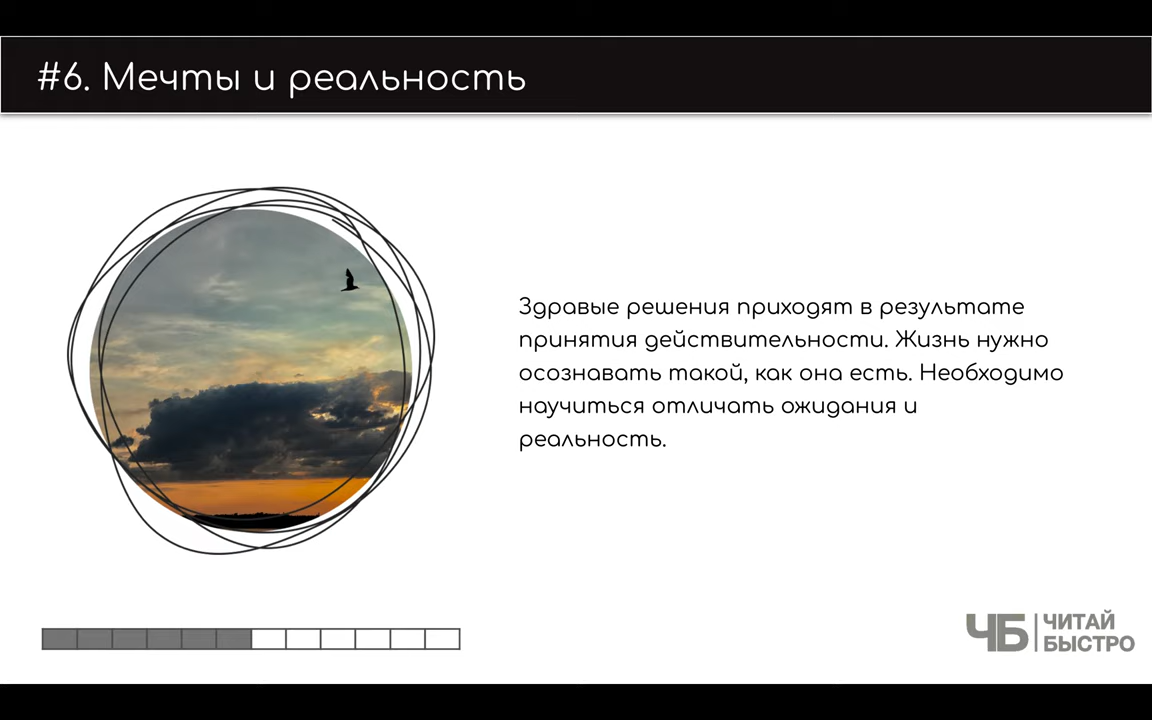 #6. Мечты и реальность
Здравые решения приходят в результате
принятия действительности. Жизнь нужно
осознавать такой, как она есть. Необходимо
научиться отличать ожидания и
реальность.
ЧБ
ЧИТАЙ
БЫСТРО